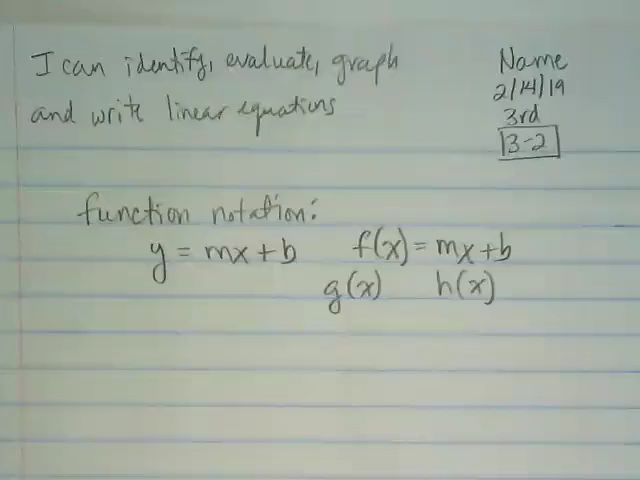 I can identify, evaluate, graph
and write linear equations
Name
2/14/19
3rd
3-2
function notation:
y = mx + b f(x) = mx + b
g(x) h(x)